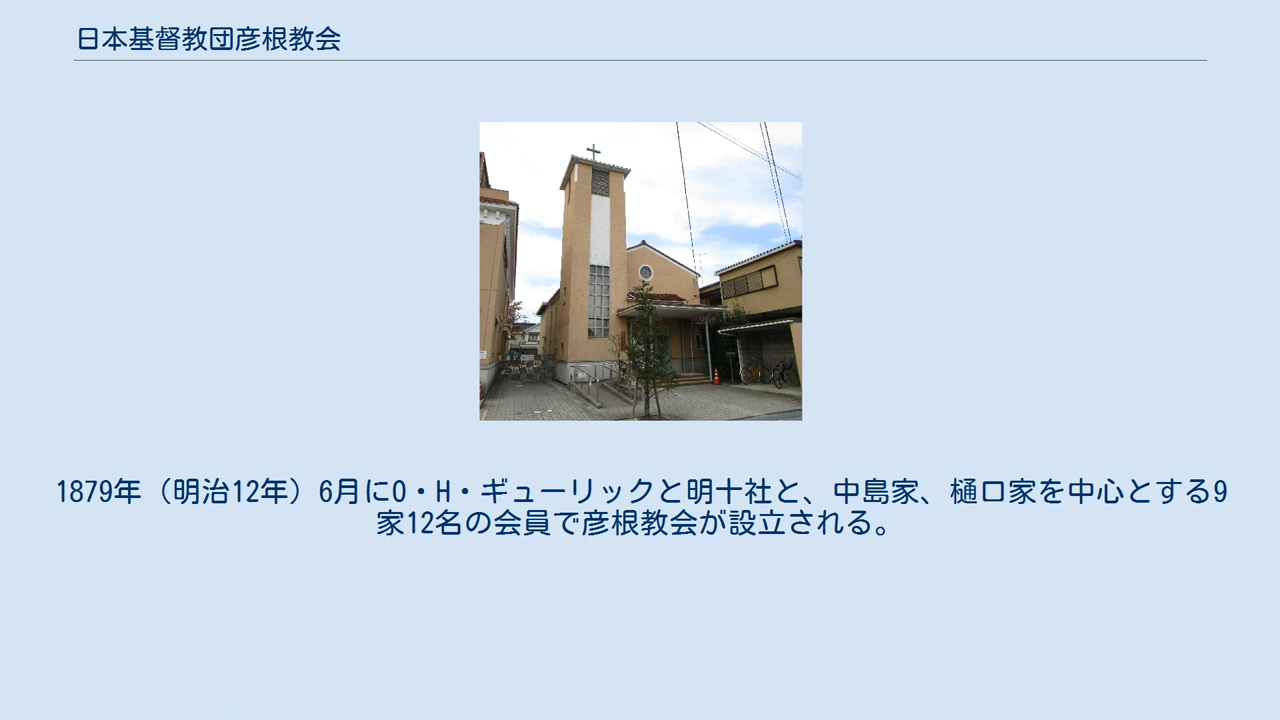 日本基督教団彦根教会
1879年（明治12年）6月にO・H・ギューリックと明十社と、中島家、樋口家を中心とする9
家12名の会員で彦根教会が設立される。